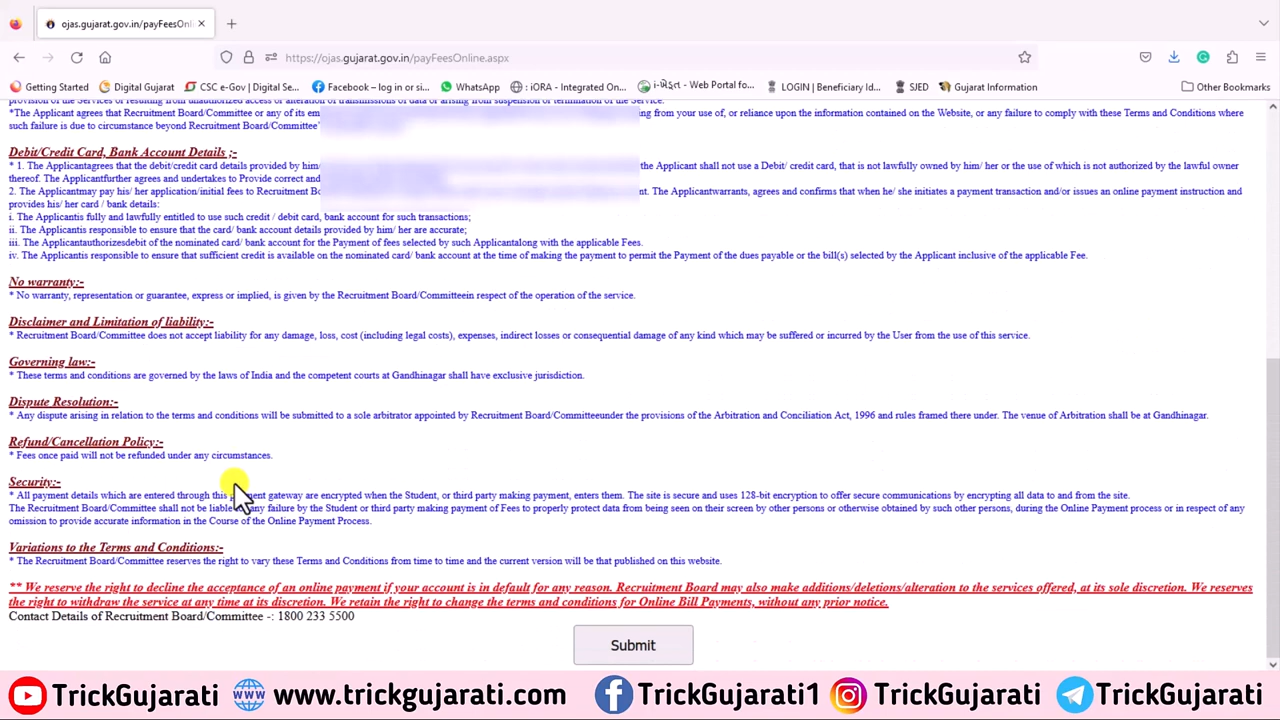 ojas.gujarat.gov.in/payFeesOnl
https://ojas.gujarat.gov.in/payFeesOnline.aspx
Getting Started
Digital Gujarat
CSC e-Gov | Digital Se...
Facebook – log in or si...
WhatsApp
: iORA - Integrated On...
Web Portal fo...
LOGIN | Beneficiary Id...
SJED
Gujarat Information
Other Bookmarks
provision of the Services or resulting from unauthorized access or alteration of transmissions of data or arising from suspension or termination of the Service.
*The Applicant agrees that Recruitment Board/Committee or any of its em ng from your use of, or reliance upon the information contained on the Website, or any failure to comply with these Terms and Conditions where
such failure is due to circumstance beyond Recruitment Board/Committee'
Debit/Credit Card, Bank Account Details ;-
* 1. The Applicantagrees that the debit/credit card details provided by him/ the Applicant shall not use a Debit/ credit card, that is not lawfully owned by him/ her or the use of which is not authorized by the lawful owner
thereof. The Applicantfurther agrees and undertakes to Provide correct and
2. The Applicantmay pay his/ her application/initial fees to Recruitment Bo nt. The Applicantwarrants, agrees and confirms that when he/ she initiates a payment transaction and/or issues an online payment instruction and
provides his/ her card / bank details:
i. The Applicantis fully and lawfully entitled to use such credit / debit card, bank account for such transactions;
ii. The Applicantis responsible to ensure that the card/ bank account details provided by him/ her are accurate;
iii. The Applicantauthorizesdebit of the nominated card/ bank account for the Payment of fees selected by such Applicantalong with the applicable Fees.
iv. The Applicantis responsible to ensure that sufficient credit is available on the nominated card/ bank account at the time of making the payment to permit the Payment of the dues payable or the bill(s) selected by the Applicant inclusive of the applicable Fee.
No warranty:-
* No warranty, representation or guarantee, express or implied, is given by the Recruitment Board/Committeein respect of the operation of the service.
Disclaimer and Limitation of liability:-
* Recruitment Board/Committee does not accept liability for any damage, loss, cost (including legal costs), expenses, indirect losses or consequential damage of any kind which may be suffered or incurred by the User from the use of this service.
Governing law:-
* These terms and conditions are governed by the laws of India and the competent courts at Gandhinagar shall have exclusive jurisdiction.
Dispute Resolution:-
* Any dispute arising in relation to the terms and conditions will be submitted to a sole arbitrator appointed by Recruitment Board/Committeeunder the provisions of the Arbitration and Conciliation Act, 1996 and rules framed there under. The venue of Arbitration shall be at Gandhinagar.
Refund/Cancellation Policy:-
* Fees once paid will not be refunded under any circumstances.
Security:-
* All payment details which are entered through this payment gateway are encrypted when the Student, or third party making payment, enters them. The site is secure and uses 128-bit encryption to offer secure communications by encrypting all data to and from the site.
The Recruitment Board/Committee shall not be liable any failure by the Student or third party making payment of Fees to properly protect data from being seen on their screen by other persons or otherwise obtained by such other persons, during the Online Payment process or in respect of any
omission to provide accurate information in the Course of the Online Payment Process.
Variations to the Terms and Conditions:-
* The Recruitment Board/Committee reserves the right to vary these Terms and Conditions from time to time and the current version will be that published on this website.
** We reserve the right to decline the acceptance of an online payment if your account is in default for any reason. Recruitment Board may also make additions/deletions/alteration to the services offered, at its sole discretion. We reserves
the right to withdraw the service at any time at its discretion. We retain the right to change the terms and conditions for Online Bill Payments, without any prior notice.
Contact Details of Recruitment Board/Committee -: 1800 233 5500
Submit
TrickGujarati
www.trickgujarati.com
TrickGujarati1
TrickGujarati
TrickGujarati